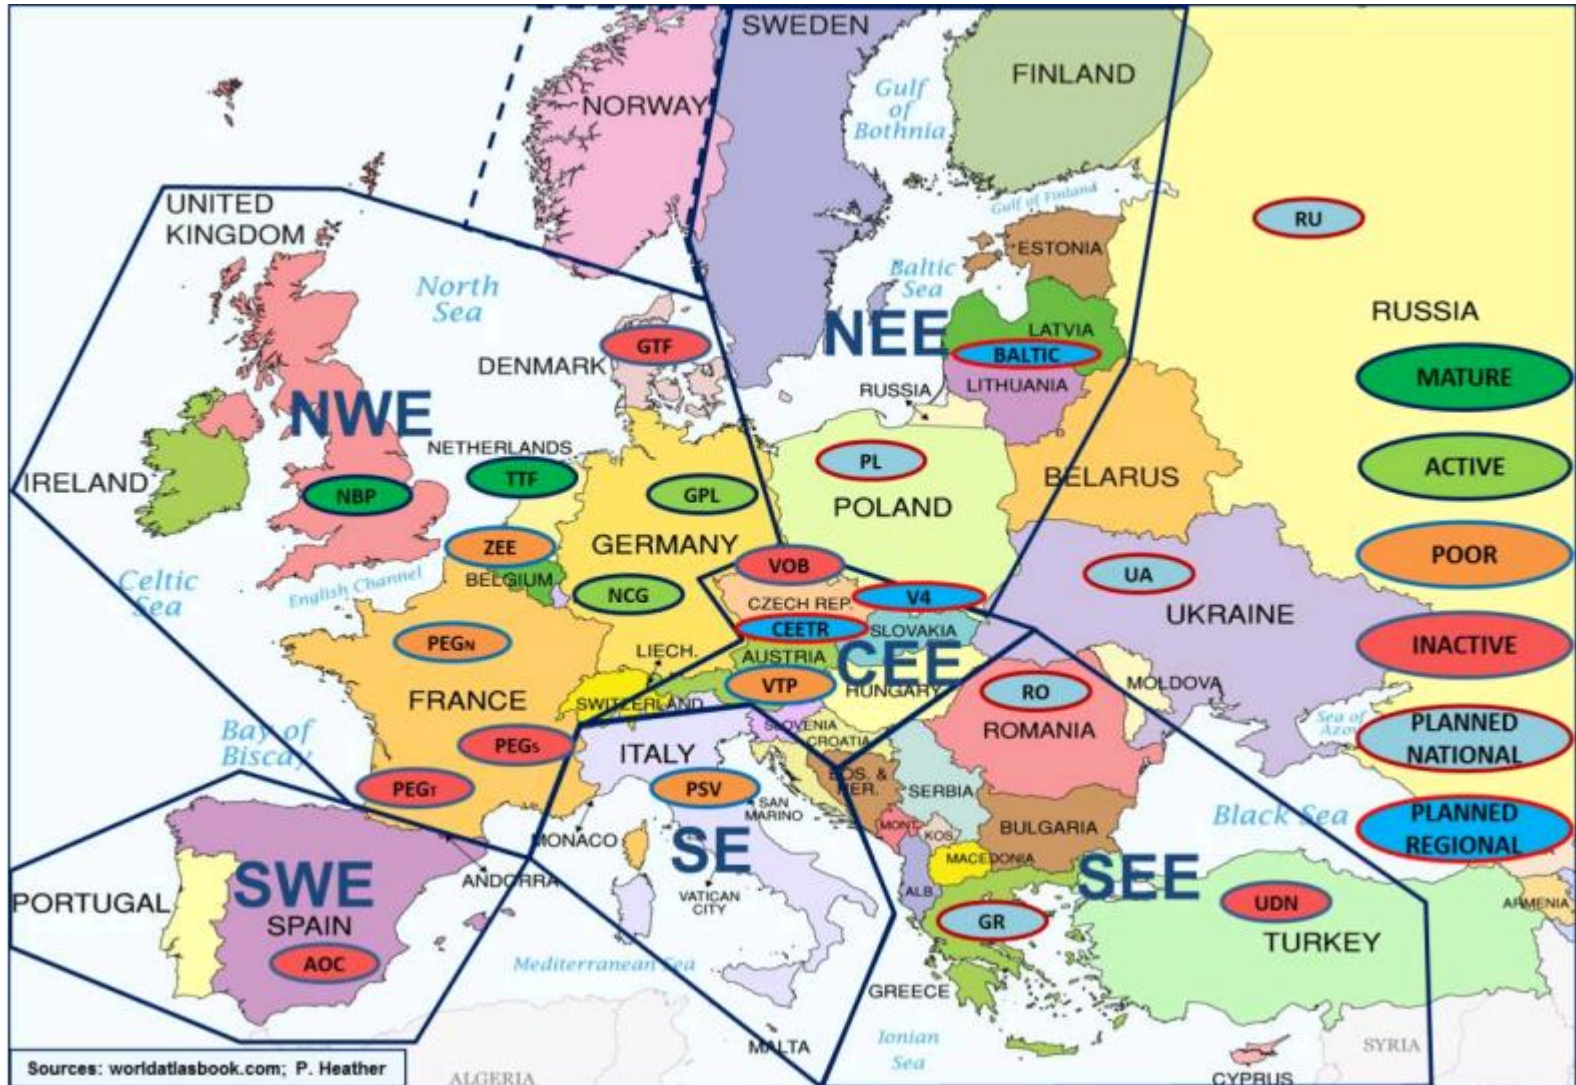 SWEDEN
FINLAND
Gulf
of
Bothnia
NORWAY
UNITED
KINGDOM
Gulf of Finland
RU
ESTONIA
North
Sea
Baltic
Sea
RUSSIA
NEE
LATVIA
GTF
DENMARK
BALTIC
LITHUANIA
RUSSIA
MATURE
NWE
NETHERLANDS
IRELAND
NBP
TTF
GPL
PL
POLAND
BELARUS
ACTIVE
ZEE
GERMANY
POOR
BELGIUM
English Channel
Celtic
Sea
NCG
VOB
CZECH REP.
V4
UA
UKRAINE
PEGN
CEETR
SLOVAKIA
INACTIVE
LIECH.
AUSTRIA
CEE
FRANCE
SWITZERLAND
VTP
HUNGARY
RO
MOLDOVA
ROMANIA
Bay of
Biscay
PEGS
ITALY
SLOVENIA
CROATIA
Sea of
Azov
PLANNED
NATIONAL
PEGT
PSV
SAN
MARINO
BOS. &
HER.
SERBIA
Black Sea
PLANNED
REGIONAL
MONACO
SE
MONT.
KOS.
BULGARIA
MACEDONIA
SWE
ANDORRA
VATICAN
CITY
ALB.
SEE
PORTUGAL
SPAIN
GR
UDN
TURKEY
ARMENIA
AOC
Mediterranean Sea
GREECE
MALTA
Ionian
Sea
SYRIA
CYPRUS
ALGERIA
Sources: worldatlasbook.com; P. Heather